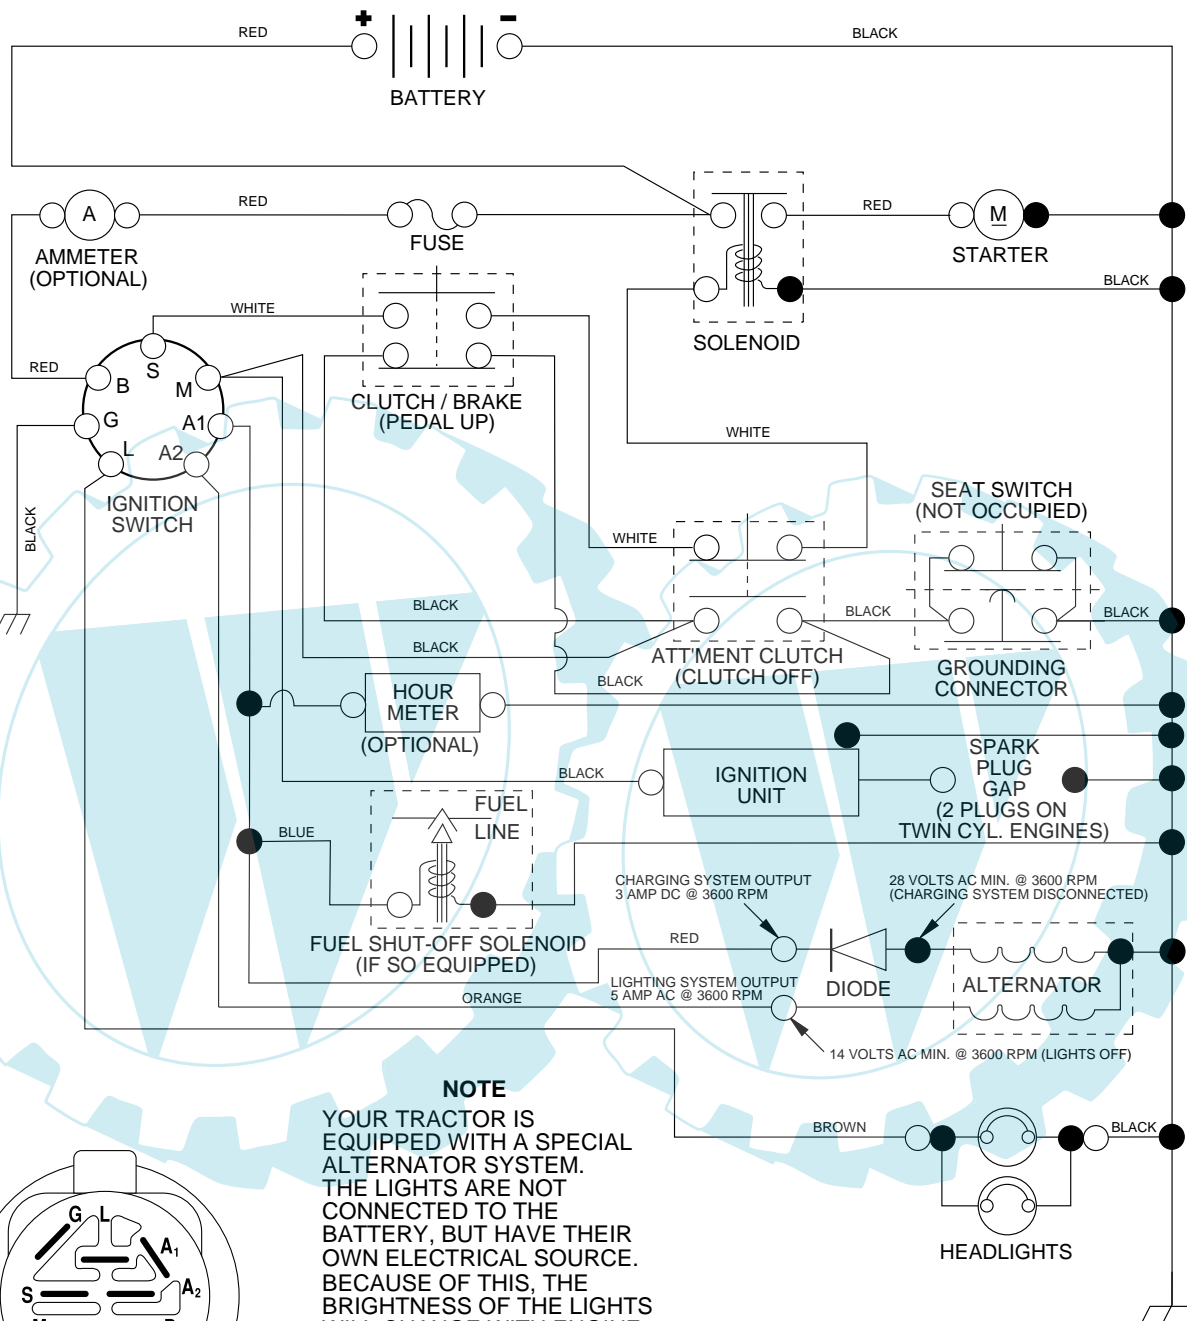 + -
RED
BLACK
BATTERY
RED
RED
A
M
FUSE
STARTER
AMMETER
(OPTIONAL)
BLACK
WHITE
SOLENOID
RED
S
B
M
CLUTCH / BRAKE
(PEDAL UP)
G
A1
L
A2
WHITE
IGNITION
SWITCH
BLACK
SEAT SWITCH
(NOT OCCUPIED)
WHITE
BLACK
BLACK
BLACK
BLACK
ATT'MENT CLUTCH
(CLUTCH OFF)
GROUNDING
CONNECTOR
BLACK
HOUR
METER
(OPTIONAL)
SPARK
PLUG
GAP
(2 PLUGS ON
TWIN CYL. ENGINES)
BLACK
IGNITION
UNIT
FUEL
LINE
BLUE
CHARGING SYSTEM OUTPUT
3 AMP DC @ 3600 RPM
28 VOLTS AC MIN. @ 3600 RPM
(CHARGING SYSTEM DISCONNECTED)
FUEL SHUT-OFF SOLENOID
(IF SO EQUIPPED)
RED
LIGHTING SYSTEM OUTPUT
5 AMP AC @ 3600 RPM
DIODE
ALTERNATOR
ORANGE
14 VOLTS AC MIN. @ 3600 RPM (LIGHTS OFF)
NOTE
YOUR TRACTOR IS
EQUIPPED WITH A SPECIAL
ALTERNATOR SYSTEM.
THE LIGHTS ARE NOT
CONNECTED TO THE
BATTERY, BUT HAVE THEIR
OWN ELECTRICAL SOURCE.
BECAUSE OF THIS, THE
BRIGHTNESS OF THE LIGHTS
WILL CHANGE WITH ENGINE
BROWN
BLACK
HEADLIGHTS
G L
A1
A2
S